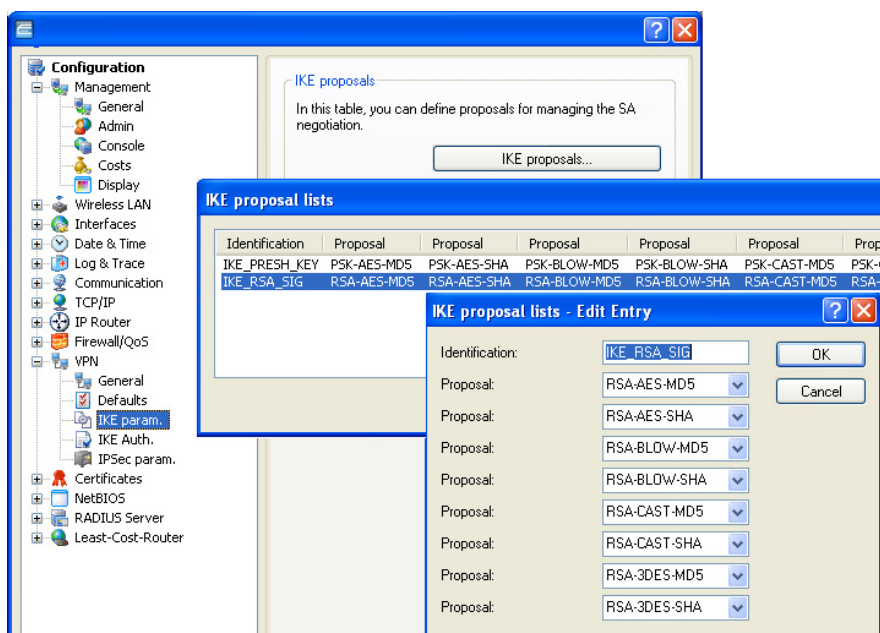 Configuration
Management
General
Admin
Console
Costs
Display
Wireless LAN
Interfaces
Date & Time
Log & Trace
Communication
TCP/IP
IP Router
Firewall/QoS
VPN
General
Defaults
IKE param.
IKE Auth.
IPSec param.
Certificates
NetBIOS
RADIUS Server
Least-Cost-Router
IKE proposals
In this table, you can define proposals for managing the SA
negotiation.
IKE proposals...
IKE proposal lists
Identification Proposal Proposal Proposal Proposal Proposal Prop
IKE_PRESH_KEY PSK-AES-MD5 PSK-AES-SHA PSK-BLOW-MD5 PSK-BLOW-SHA PSK-CAST-MD5 PSK-
IKE_RSA_SIG RSA-AES-MD5 RSA-AES-SHA RSA-BLOW-MD5 RSA-BLOW-SHA RSA-CAST-MD5 RSA-
IKE proposal lists - Edit Entry
Identification: IKE_RSA_SIG OK
Proposal: RSA-AES-MD5 Cancel
Proposal: RSA-AES-SHA
Proposal: RSA-BLOW-MD5
Proposal: RSA-BLOW-SHA
Proposal: RSA-CAST-MD5
Proposal: RSA-CAST-SHA
Proposal: RSA-3DES-MD5
Proposal: RSA-3DES-SHA